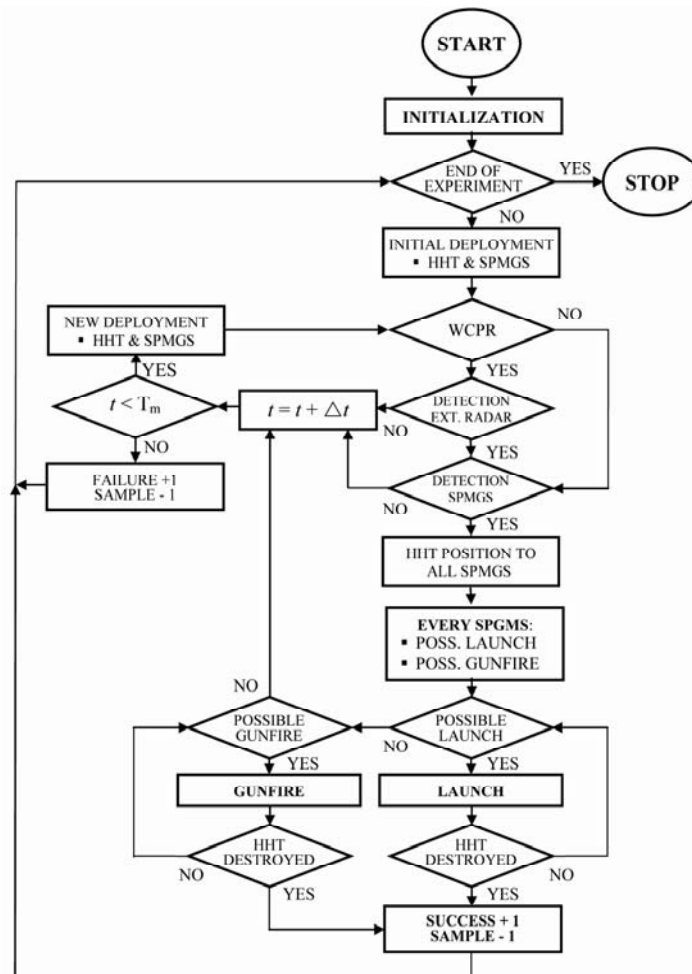 START
INITIALIZATION
END OF
EXPERIMENT
YES
STOP
NO
INITIAL DEPLOYMENT
▪ HHT & SPMGS
NEW DEPLOYMENT
▪ HHT & SPMGS
WCPR
NO
YES
YES
t < Tₘ
t = t + △t
DETECTION
EXT. RADAR
NO
NO
YES
FAILURE +1
SAMPLE - 1
DETECTION
SPMGS
NO
YES
HHT POSITION TO
ALL SPMGS
EVERY SPGMS:
▪ POSS. LAUNCH
▪ POSS. GUNFIRE
NO
POSSIBLE
GUNFIRE
POSSIBLE
LAUNCH
NO
YES
YES
GUNFIRE
LAUNCH
HHT
DESTROYED
HHT
DESTROYED
NO
NO
YES
YES
SUCCESS + 1
SAMPLE - 1